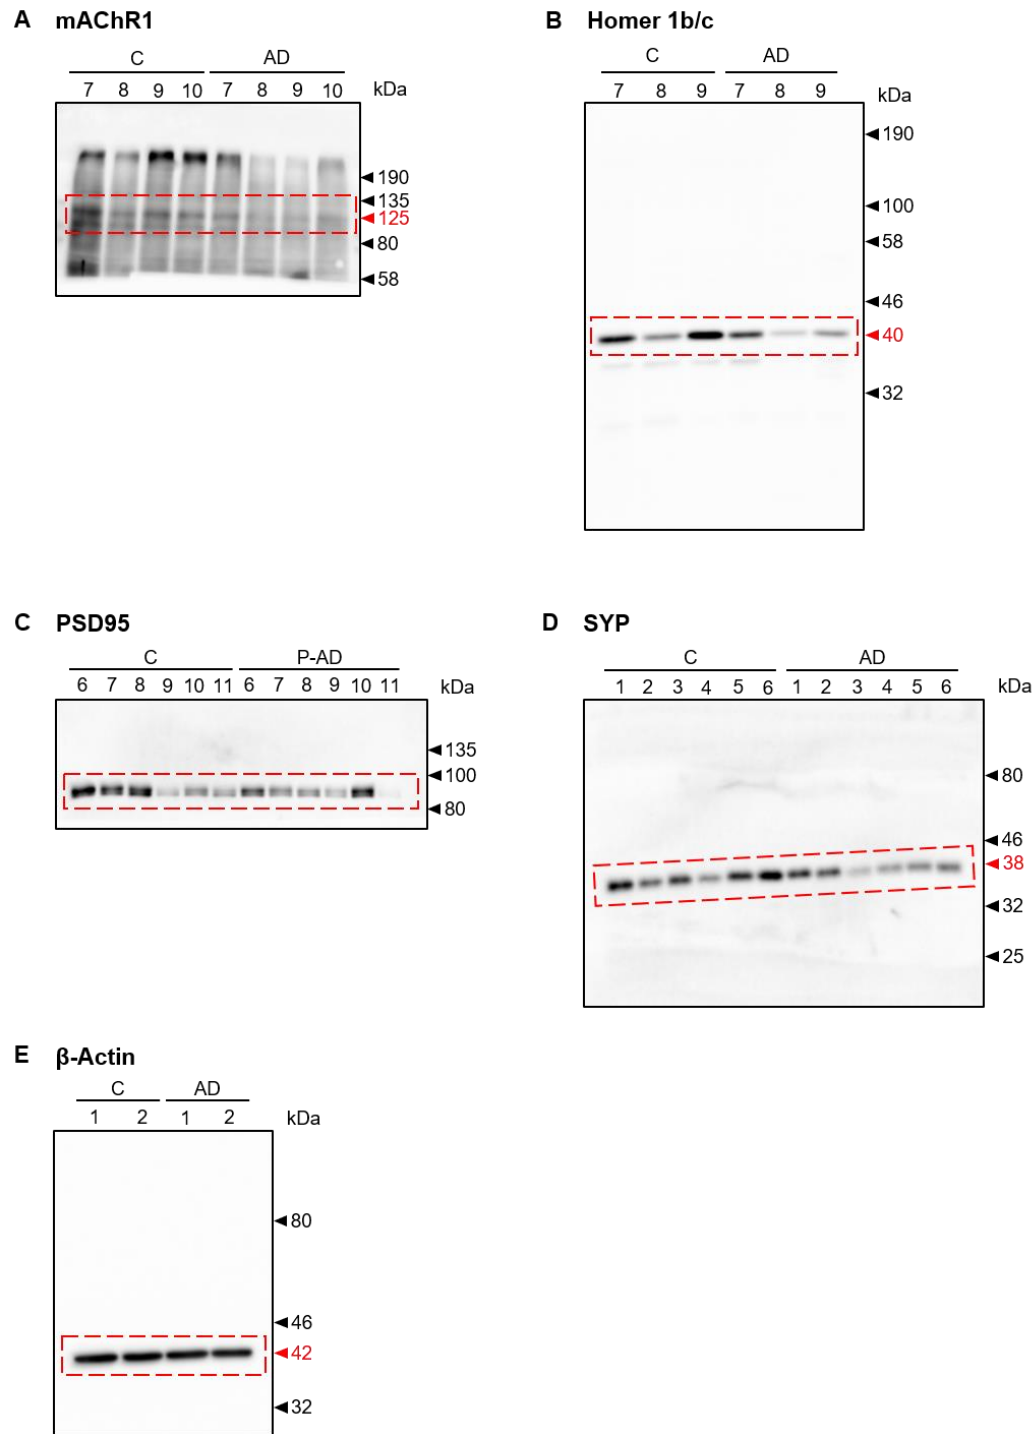 A mAChR1
C AD
7 8 9 10 7 8 9 10 kDa
190
135
125
80
58
B Homer 1b/c
C AD
7 8 9 7 8 9 kDa
190
100
58
46
40
32
C PSD95
C P-AD
6 7 8 9 10 11 6 7 8 9 10 11 kDa
135
100
80
D SYP
C AD
1 2 3 4 5 6 1 2 3 4 5 6 kDa
80
46
38
32
25
E β-Actin
C AD
1 2 1 2 kDa
80
46
42
32